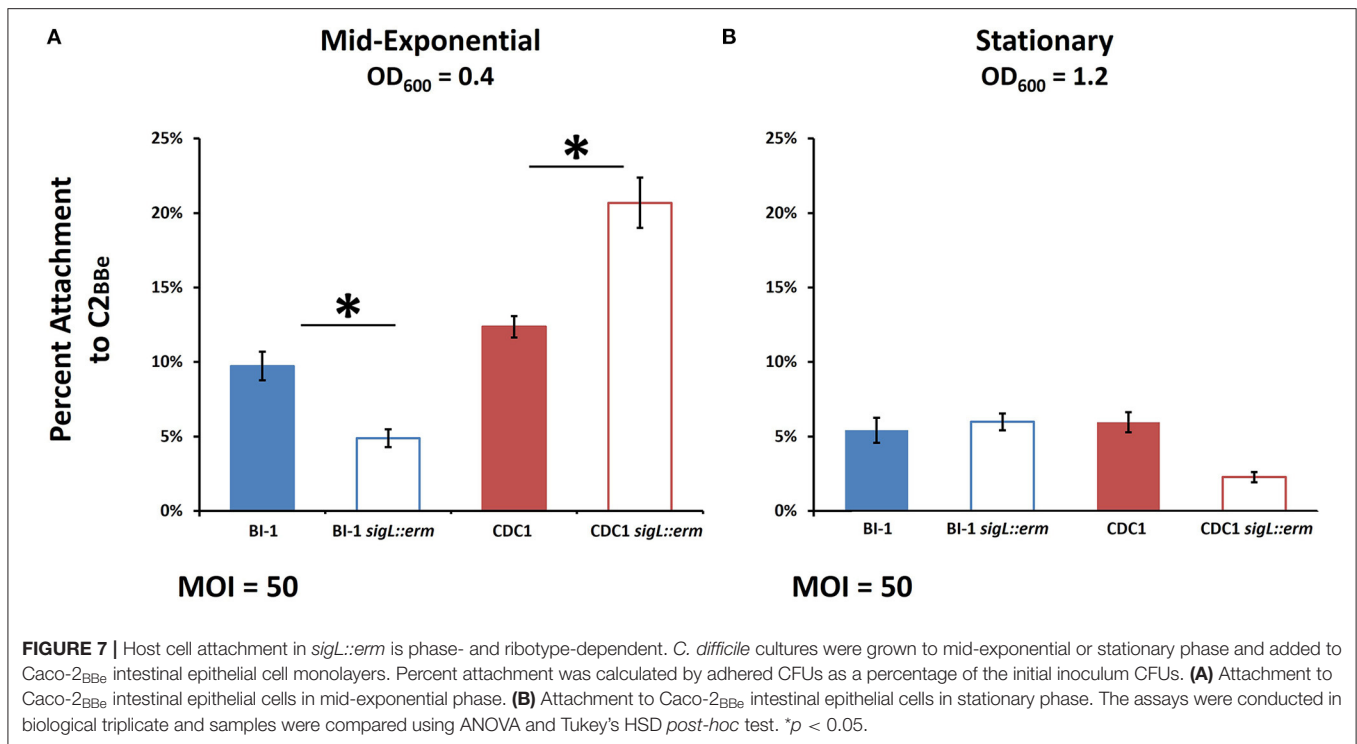 A
Mid-Exponential
OD600 = 0.4
Percent Attachment
to C2BBe
25%
20%
15%
10%
5%
0%
*
*
BI-1
BI-1 sigL::erm
CDC1
CDC1 sigL::erm
MOI = 50
B
Stationary
OD600 = 1.2
25%
20%
15%
10%
5%
0%
BI-1
BI-1 sigL::erm
CDC1
CDC1 sigL::erm
MOI = 50
FIGURE 7 | Host cell attachment in sigL::erm is phase- and ribotype-dependent. C. difficile cultures were grown to mid-exponential or stationary phase and added to
Caco-2BBe intestinal epithelial cell monolayers. Percent attachment was calculated by adhered CFUs as a percentage of the initial inoculum CFUs. (A) Attachment to
Caco-2BBe intestinal epithelial cells in mid-exponential phase. (B) Attachment to Caco-2BBe intestinal epithelial cells in stationary phase. The assays were conducted in
biological triplicate and samples were compared using ANOVA and Tukey's HSD post-hoc test. *p < 0.05.